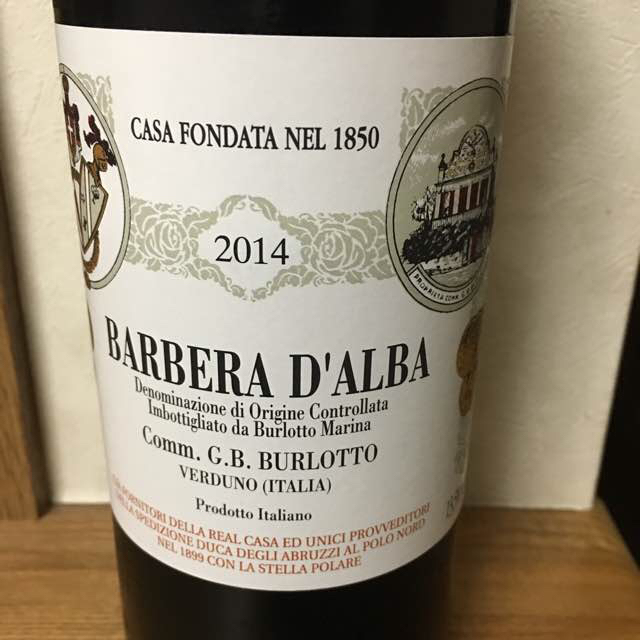 CASA FONDATA NEL 1850
2014
PROPRIETA COMM. G.B.
BARBERA D'ALBA
Denominazione di Origine Controllata
Imbottigliato da Burlotto Marina
Comm. G.B. BURLOTTO
VERDUNO (ITALIA)
Prodotto Italiano
FORNITORI DELLA REAL CASA ED UNICI PROVVEDITORI
DELLA SPEDIZIONE DUCA DEGLI ABRUZZI AL POLO NORD
NEL 1899 CON LA STELLA POLARE